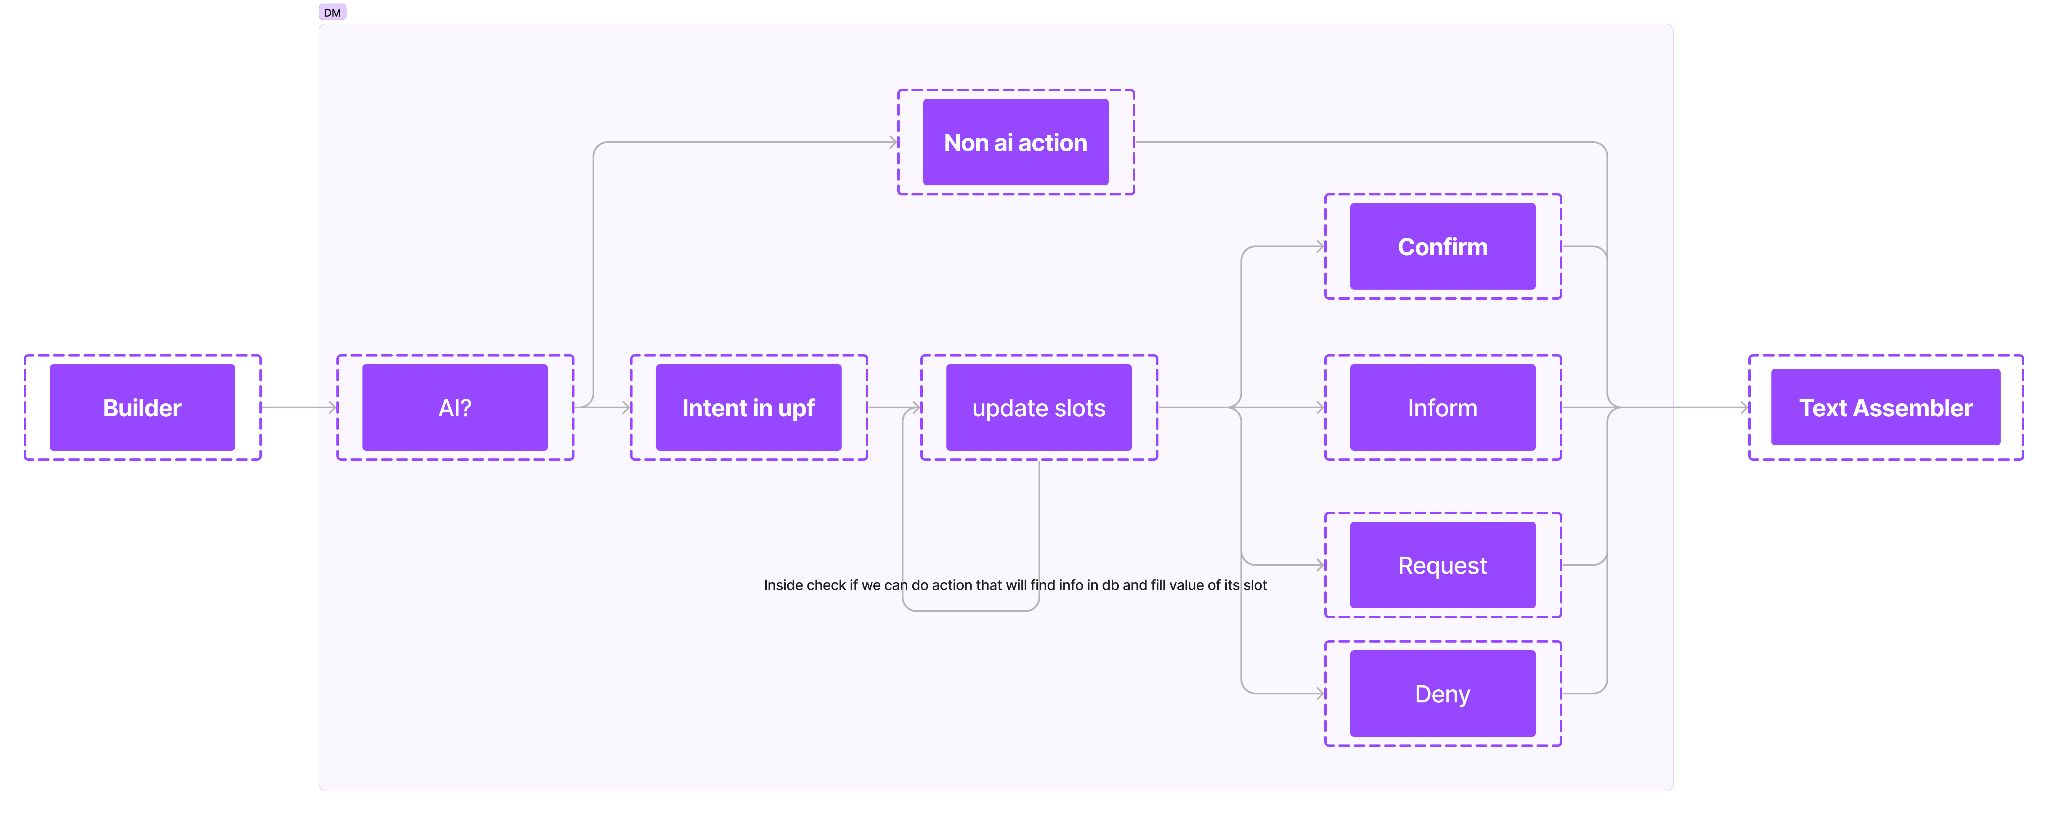 DM
Non ai action
Confirm
Builder
AI?
Intent in upf
update slots
Inform
Text Assembler
Request
Inside check if we can do action that will find info in db and fill value of its slot
Deny